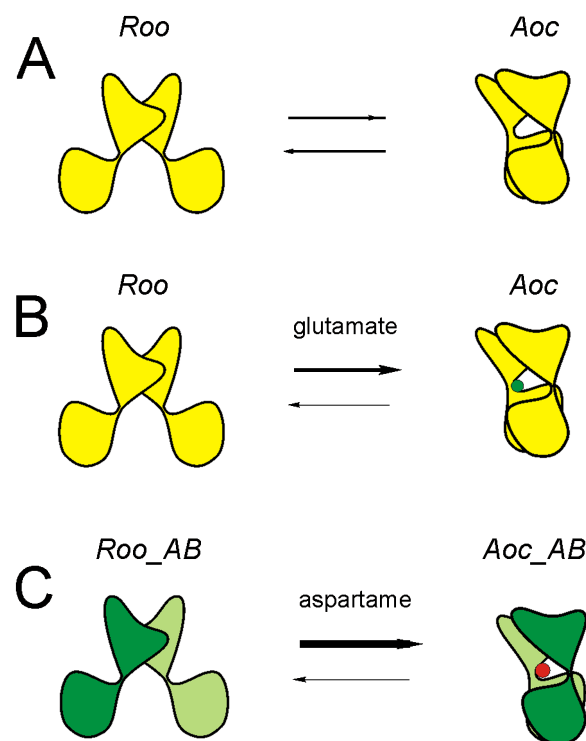 A
Roo
Aoc
B
Roo
glutamate
Aoc
C
Roo_AB
aspartame
Aoc_AB